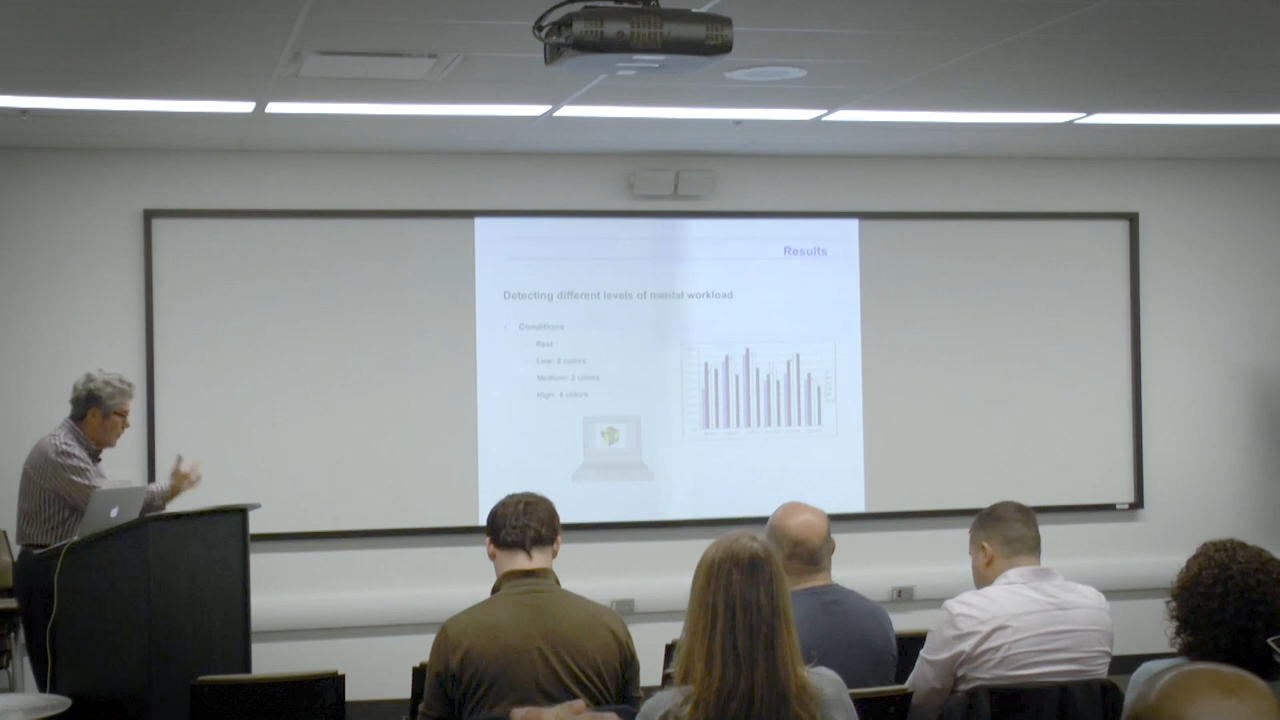 Results
Detecting different levels of mental workload
Conditions
Rest
Low: 2 colors
Medium: 3 colors
High: 4 colors